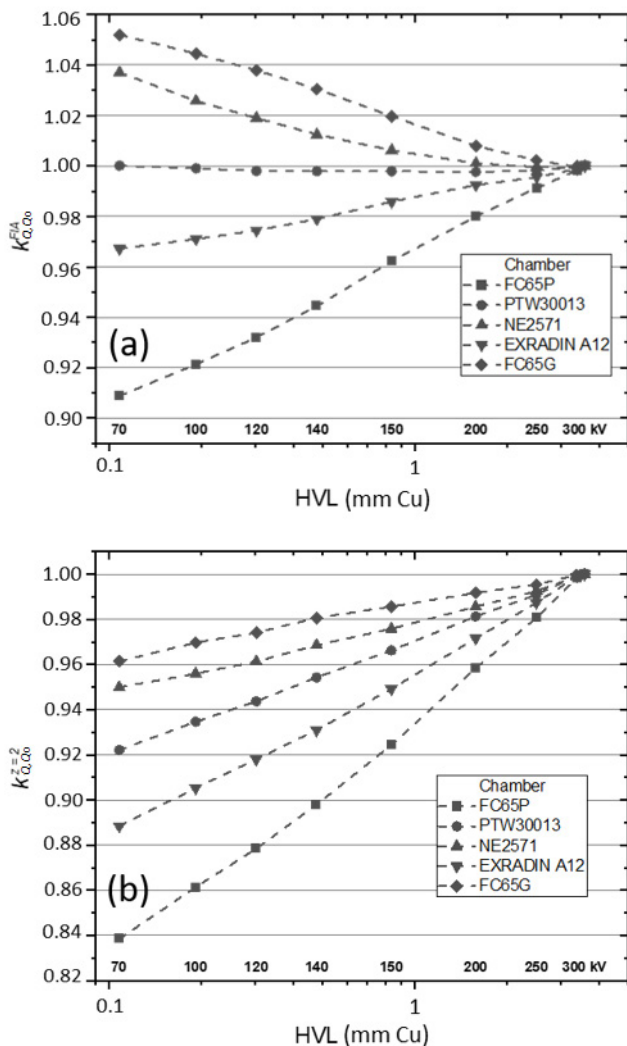 1.06
1.04
1.02
1.00
0.98
0.96
0.94
0.92
0.90
k^{FIA}_{Q,Q₀}
(a)
Chamber
FC65P
PTW30013
NE2571
EXRADIN A12
FC65G
70 100 120 140 150 200 250 300 kV
0.1 1
HVL (mm Cu)
1.00
0.98
0.96
0.94
0.92
0.90
0.88
0.86
0.84
0.82
k^{z=2}_{Q,Q₀}
(b)
Chamber
FC65P
PTW30013
NE2571
EXRADIN A12
FC65G
70 100 120 140 150 200 250 300 kV
0.1 1
HVL (mm Cu)